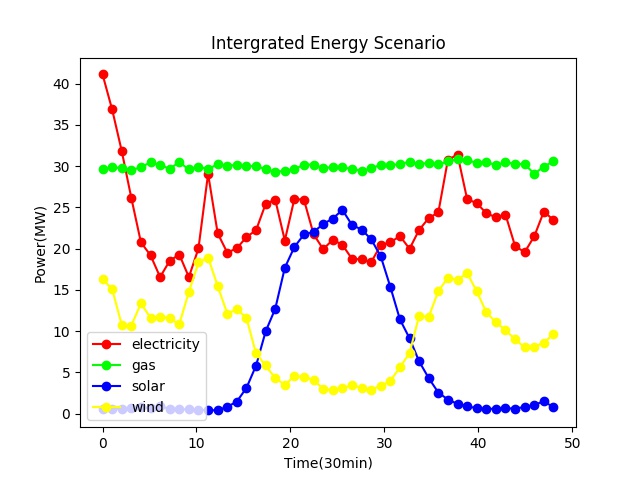 Intergrated Energy Scenario
Power(MW)
40
35
30
25
20
15
10
5
0
electricity
gas
solar
wind
0 10 20 30 40 50
Time(30min)